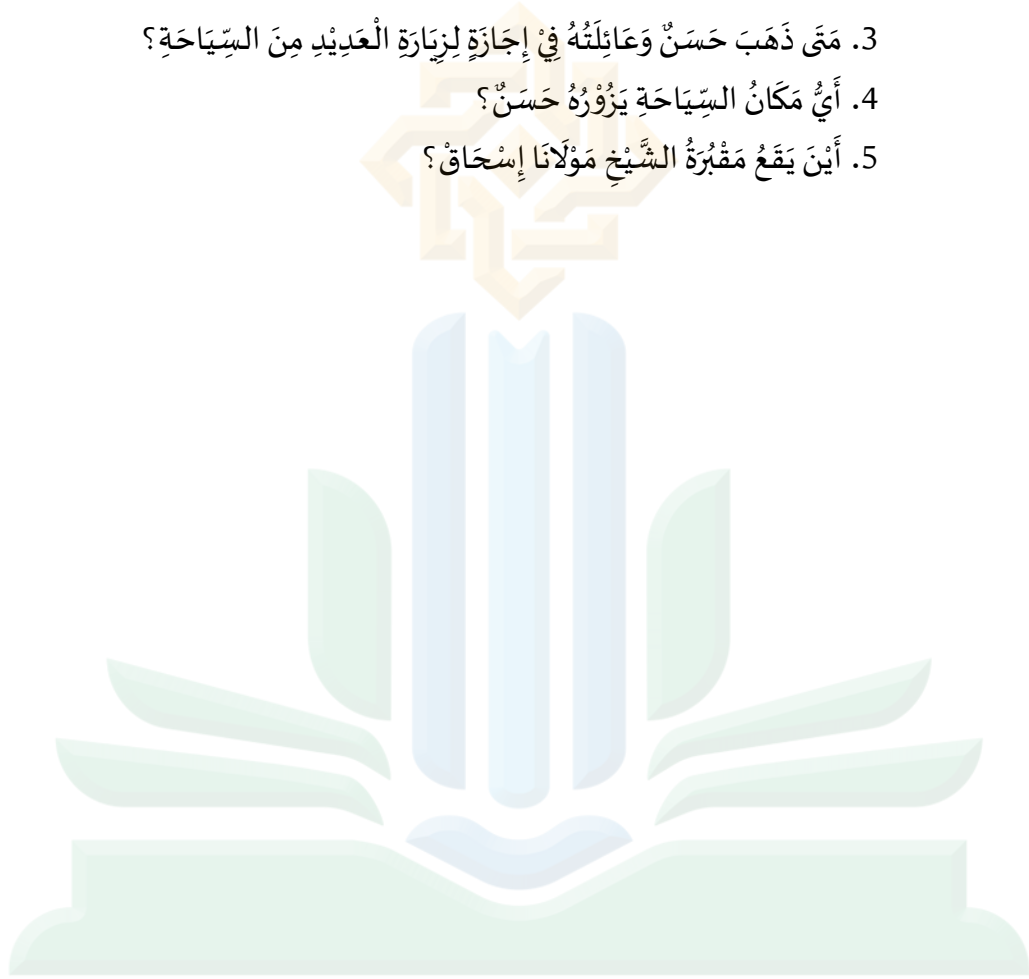 3. مَتَى ذَهَبَ حَسَنٌ وَعَائِلَتُهُ فِيْ إِجَازَةٍ لِزِيَارَةِ الْعَدِيْدِ مِنَ السِّيَاحَةِ؟
4. أَيُّ مَكَانُ السِّيَاحَةِ يَزُوْرُهُ حَسَنٌ؟
5. أَيْنَ يَقَعُ مَقْبُرَةُ الشَّيْخِ مَوْلَانَا إِسْحَاقْ؟